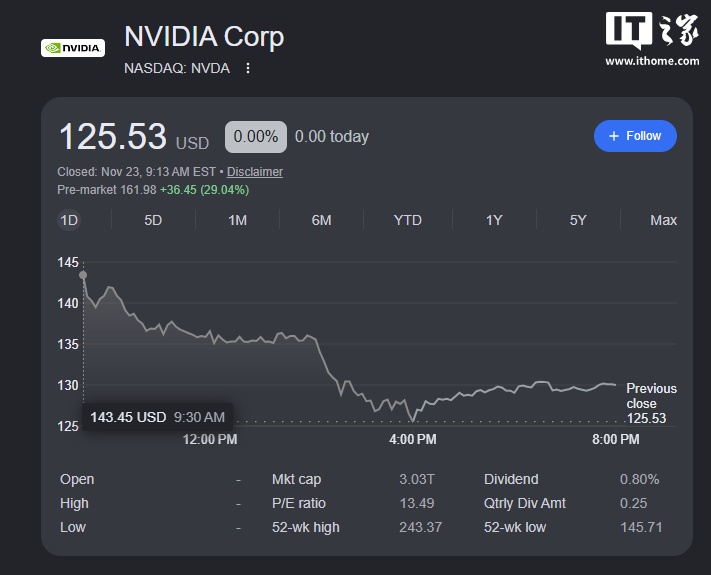 NVIDIA Corp
NVIDIA.
NASDAQ: NVDA
IT之家
www.ithome.com
125.53 USD 0.00% 0.00 today
+ Follow
Closed: Nov 23, 9:13 AM EST • Disclaimer
Pre-market 161.98 +36.45 (29.04%)
1D 5D 1M 6M YTD 1Y 5Y Max
145
140
135
130
125
Previous
close
125.53
143.45 USD 9:30 AM
12:00 PM 4:00 PM 8:00 PM
Open - Mkt cap 3.03T Dividend 0.80%
High - P/E ratio 13.49 Qtrly Div Amt 0.25
Low - 52-wk high 243.37 52-wk low 145.71